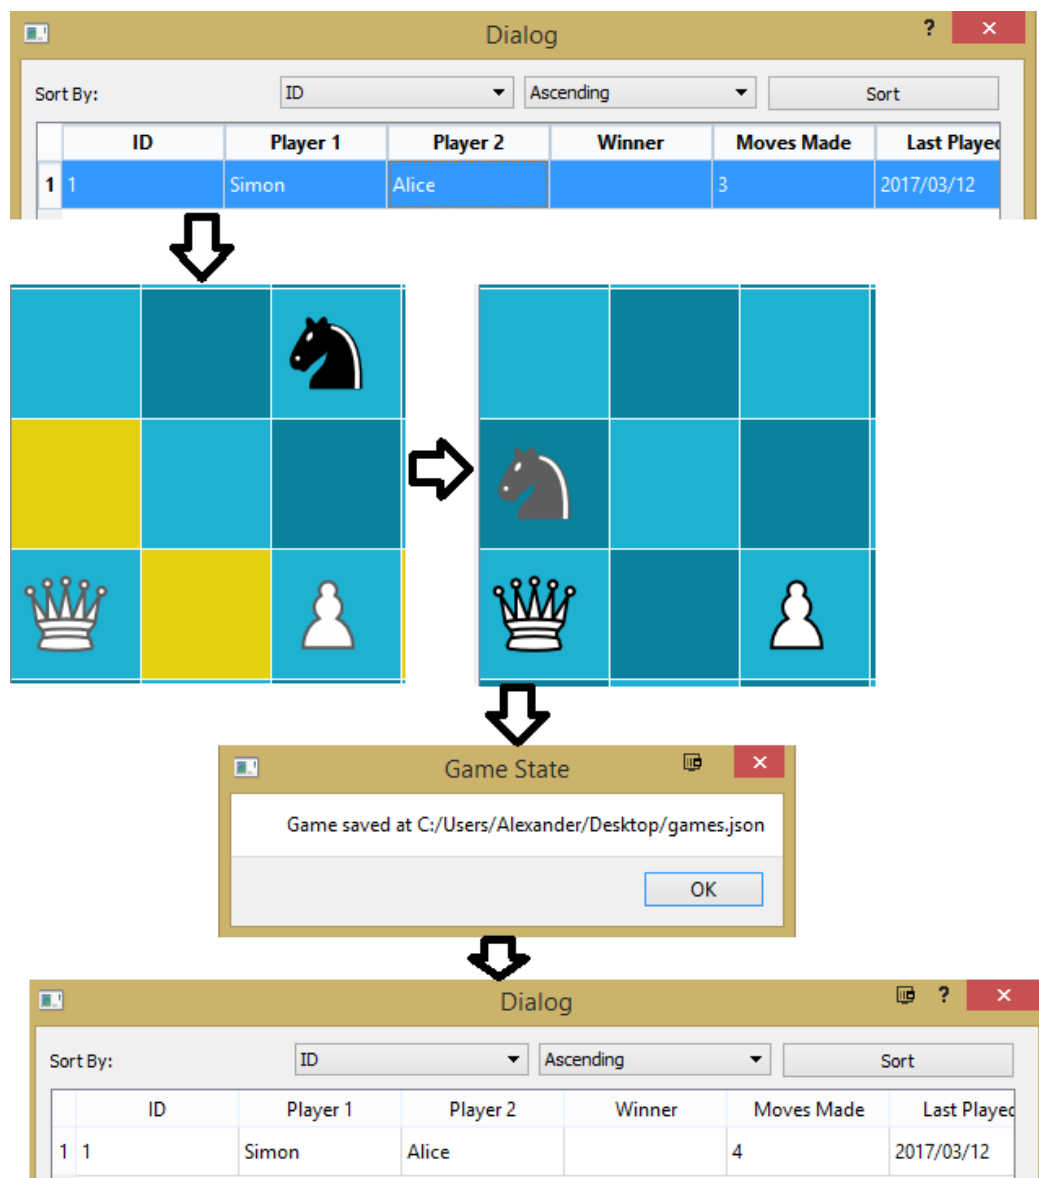 Dialog ? ×
Sort By: ID Ascending Sort
ID Player 1 Player 2 Winner Moves Made Last Played
1 1 Simon Alice 3 2017/03/12
Game State ×
Game saved at C:/Users/Alexander/Desktop/games.json
OK
Dialog ? ×
Sort By: ID Ascending Sort
ID Player 1 Player 2 Winner Moves Made Last Played
1 1 Simon Alice 4 2017/03/12